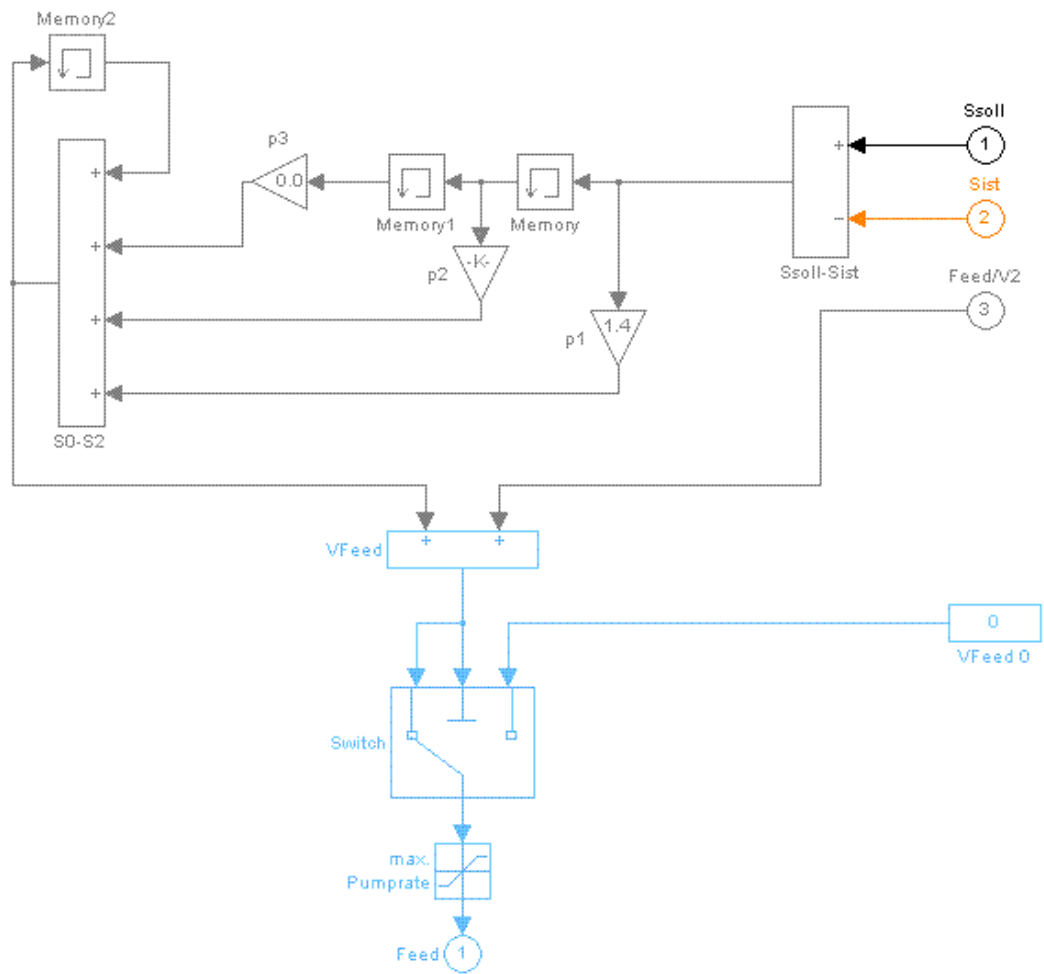 Memory2
Ssoll
p3
+
1
+
0.0
Sist
Memory1
Memory
+
-
2
-K-
p2
Ssoll-Sist
Feed/V2
+
1.4
3
p1
+
S0-S2
+
+
VFeed
0
VFeed 0
Switch
max.
Pumprate
Feed
1